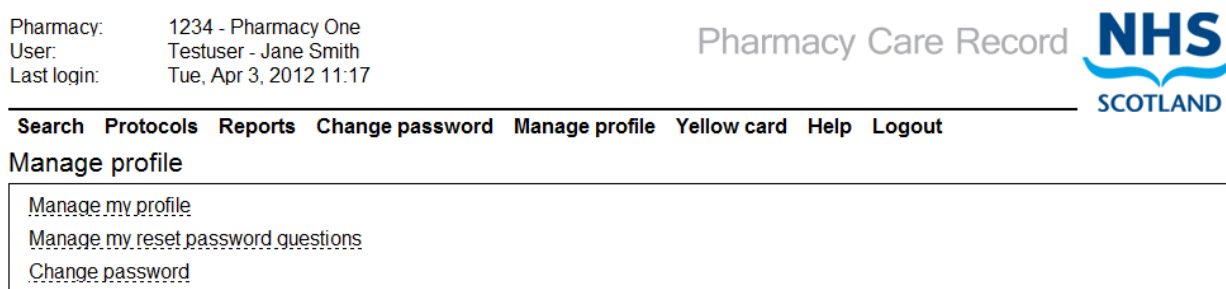 Pharmacy: 1234 - Pharmacy One
User: Testuser - Jane Smith
Last login: Tue, Apr 3, 2012 11:17
Pharmacy Care Record
NHS
SCOTLAND
Search Protocols Reports Change password Manage profile Yellow card Help Logout
Manage profile
Manage my profile
Manage my reset password questions
Change password